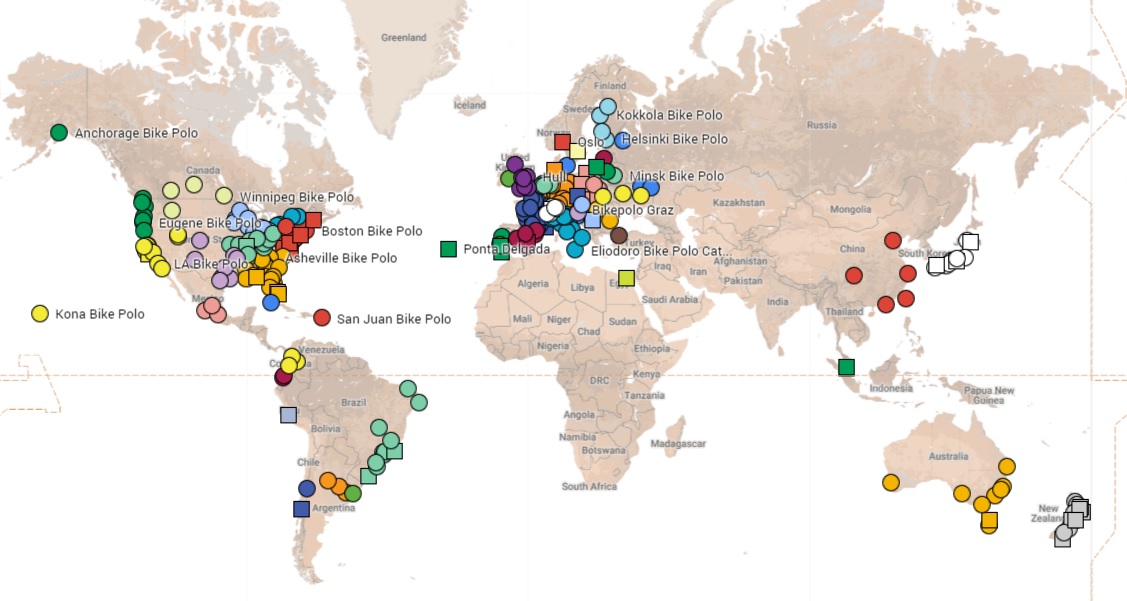 Greenland
Iceland
Finland
Sweden
Kokkola Bike Polo
Russia
Anchorage Bike Polo
Norway
Oslo
Helsinki Bike Polo
United
Canada
Hull
Minsk Bike Polo
Winnipeg Bike Polo
Kazakhstan
Mongolia
Bikepolo Graz
Eugene Bike Polo
Boston Bike Polo
Ponta Delgada
Eliodoro Bike Polo Cat...
Turkey
China
South Korea
Asheville Bike Polo
LA Bike Polo
Afghanistan
Iraq
Iran
Pakistan
Algeria
Libya
Egypt
Saudi Arabia
India
Mexico
Kona Bike Polo
San Juan Bike Polo
Mali
Niger
Sudan
Chad
Thailand
Venezuela
Nigeria
Ethiopia
Colombia
Kenya
DRC
Indonesia
Papua New
Guinea
Tanzania
Brazil
Angola
Bolivia
Namibia
Botswana
Madagascar
Chile
Australia
South Africa
Argentina
New
Zealand